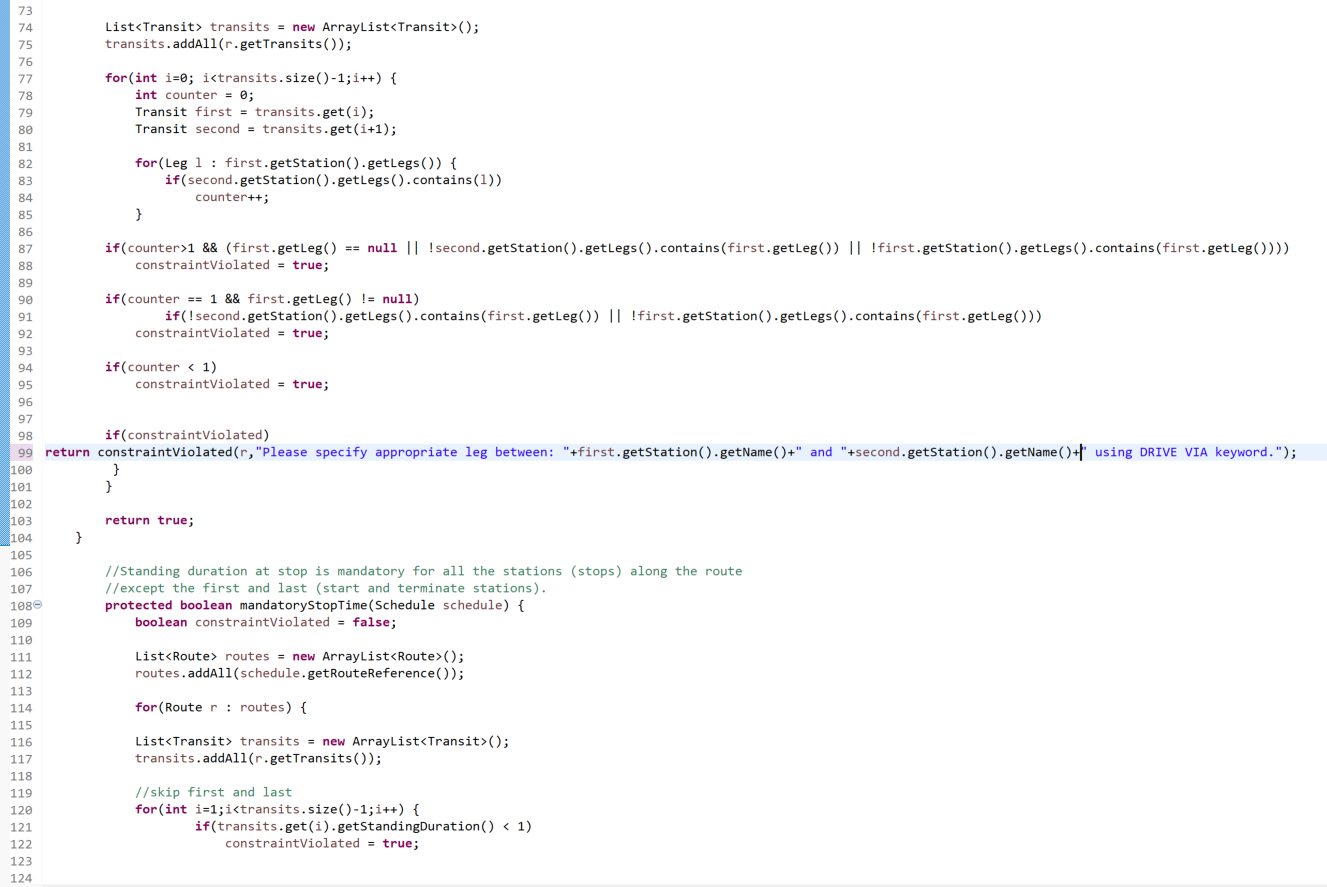 73
74 List<Transit> transits = new ArrayList<Transit>();
75 transits.addAll(r.getTransits());
76
77 for(int i=0; i<transits.size()-1;i++) {
78 int counter = 0;
79 Transit first = transits.get(i);
80 Transit second = transits.get(i+1);
81
82 for(Leg l : first.getStation().getLegs()) {
83 if(second.getStation().getLegs().contains(l))
84 counter++;
85 }
86
87 if(counter>1 && (first.getLeg() == null || !second.getStation().getLegs().contains(first.getLeg()) || !first.getStation().getLegs().contains(first.getLeg())))
88 constraintViolated = true;
89
90 if(counter == 1 && first.getLeg() != null)
91 if(!second.getStation().getLegs().contains(first.getLeg()) || !first.getStation().getLegs().contains(first.getLeg()))
92 constraintViolated = true;
93
94 if(counter < 1)
95 constraintViolated = true;
96
97
98 if(constraintViolated)
99 return constraintViolated(r,"Please specify appropriate leg between: "+first.getStation().getName()+" and "+second.getStation().getName()+" using DRIVE VIA keyword.");
100 }
101 }
102
103 return true;
104 }
105
106 //Standing duration at stop is mandatory for all the stations (stops) along the route
107 //except the first and last (start and terminate stations).
108 protected boolean mandatoryStopTime(Schedule schedule) {
109 boolean constraintViolated = false;
110
111 List<Route> routes = new ArrayList<Route>();
112 routes.addAll(schedule.getRouteReference());
113
114 for(Route r : routes) {
115
116 List<Transit> transits = new ArrayList<Transit>();
117 transits.addAll(r.getTransits());
118
119 //skip first and last
120 for(int i=1;i<transits.size()-1;i++) {
121 if(transits.get(i).getStandingDuration() < 1)
122 constraintViolated = true;
123
124